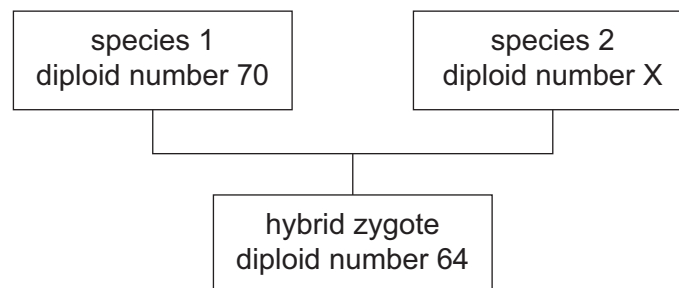 species 1
diploid number 70
species 2
diploid number X
hybrid zygote
diploid number 64